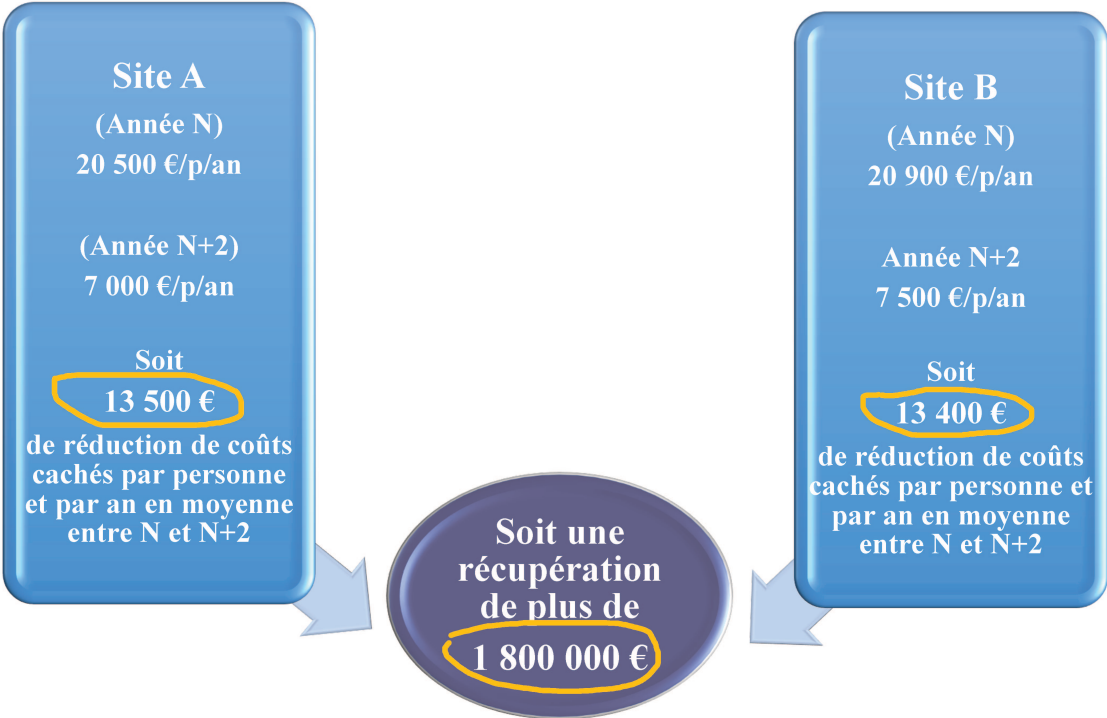 Site A
(Année N)
20 500 €/p/an
(Année N+2)
7 000 €/p/an
Soit
13 500 €
de réduction de coûts
cachés par personne
et par an en moyenne
entre N et N+2
Site B
(Année N)
20 900 €/p/an
Année N+2
7 500 €/p/an
Soit
13 400 €
de réduction de coûts
cachés par personne et
par an en moyenne
entre N et N+2
Soit une
récupération
de plus de
1 800 000 €